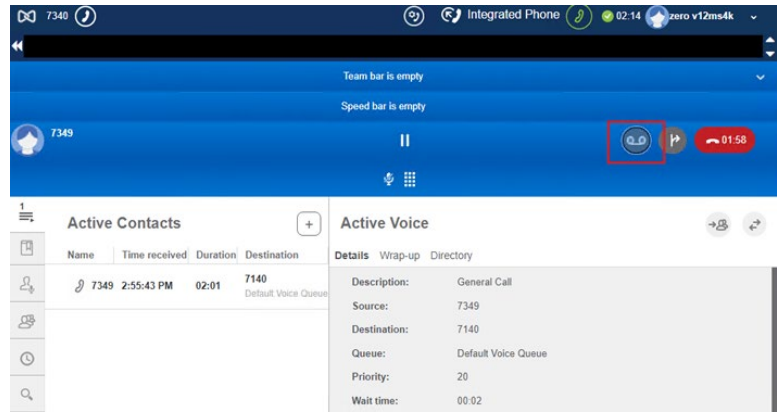 7340 Integrated Phone 02:14 zero v12ms4k
Team bar is empty
Speed bar is empty
7349 01:58
1
Active Contacts + Active Voice
Name Time received Duration Destination Details Wrap-up Directory
7349 2:55:43 PM 02:01 7140
Default Voice Queue
Description: General Call
Source: 7349
Destination: 7140
Queue: Default Voice Queue
Priority: 20
Wait time: 00:02